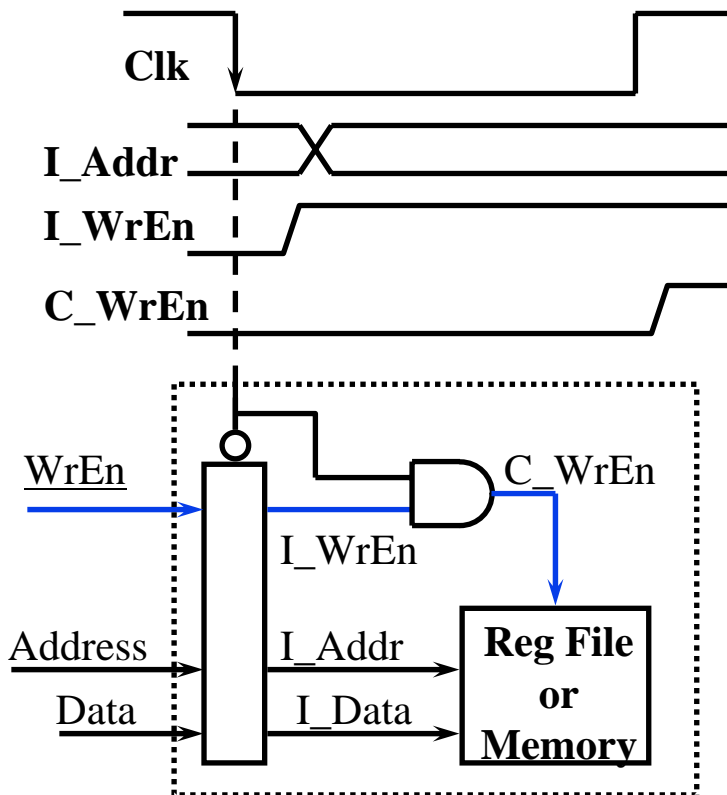 Clk
I_Addr
I_WrEn
C_WrEn
WrEn
C_WrEn
I_WrEn
Address
I_Addr
Data
I_Data
Reg File
or
Memory